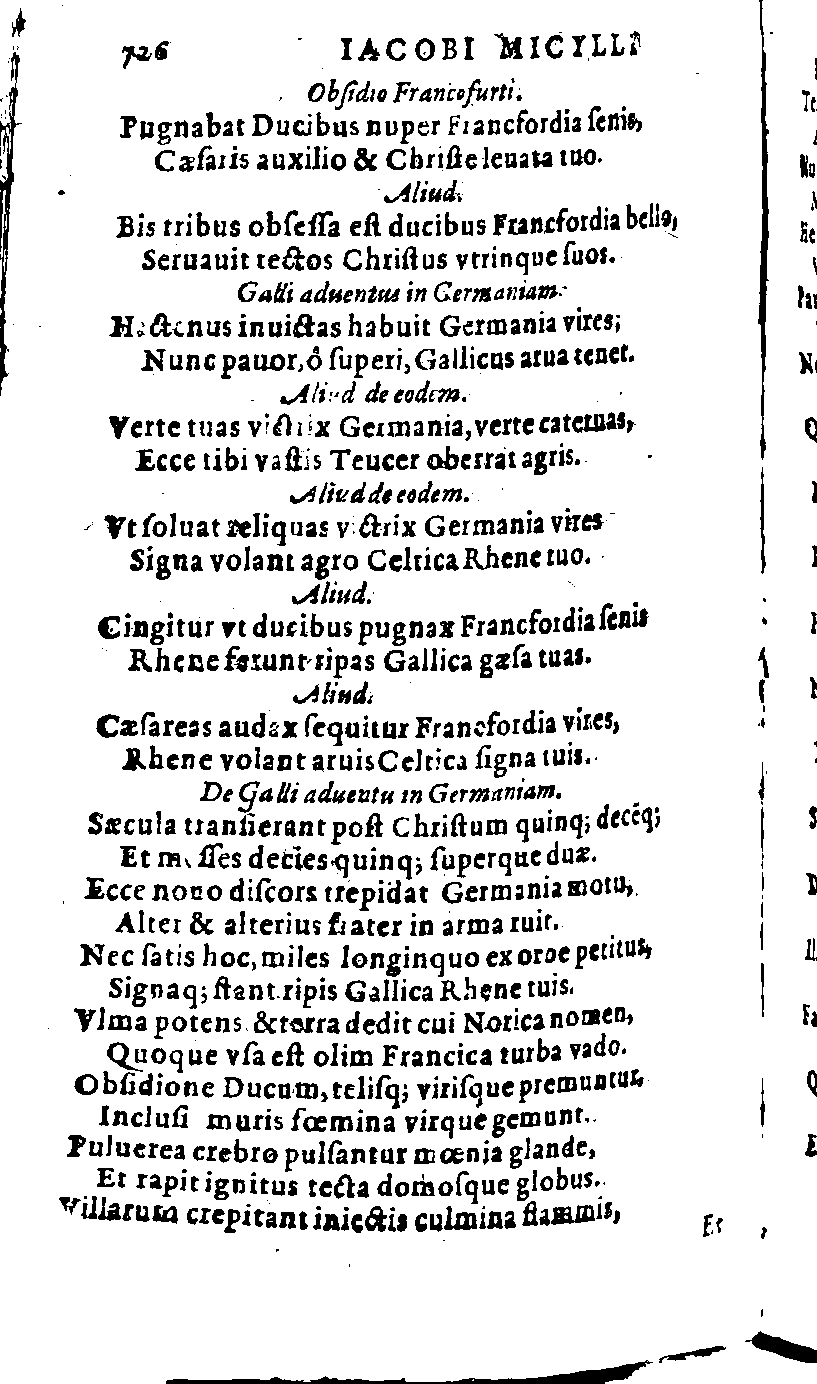 726 IACOBI MICYLLI
Obſidio Francofurti.
Pugnabat Ducibus nuper Francfordia ſenis,
Cæſaris auxilio & Chriſte leuata tuo.
Aliud.
Bis tribus obſeſſa eſt ducibus Francfordia bello,
Seruauit tectos Chriſtus vtrinque ſuos.
Galli aduentus in Germaniam.
Hactenus inuictas habuit Germania vires;
Nunc pauor, ô ſuperi, Gallicus arua tenet.
Aliud de eodem.
Verte tuas victrix Germania, verte cateruas,
Ecce tibi vaſtis Teucer oberrat agris.
Aliud de eodem.
Vt ſoluat reliquas victrix Germania vires
Signa volant agro Celtica Rhene tuo.
Aliud.
Cingitur vt ducibus pugnax Francfordia ſenis
Rhene ferunt ripas Gallica gæſa tuas.
Aliud.
Cæſareas audax ſequitur Francfordia vires,
Rhene volant aruis Celtica ſigna tuis.
De Galli aduentu in Germaniam.
Sæcula tranſierant poſt Chriſtum quinq; decẽq;
Et meſſes decies quinq; ſuperque duæ.
Ecce nouo diſcors trepidat Germania motu,
Alter & alterius frater in arma ruit.
Nec ſatis hoc, miles longinquo ex orbe petitus,
Signaq; ſtant ripis Gallica Rhene tuis.
Vlma potens & terra dedit cui Norica nomen,
Quoque vſa eſt olim Francica turba vado.
Obſidione Ducum, teliſq; viriſque premuntur,
Incluſi muris fœmina virque gemunt.
Puluerea crebro pulſantur mœnia glande,
Et rapit ignitus tecta domoſque globus.
Villarum crepitant iniectis culmina flammis,
Et